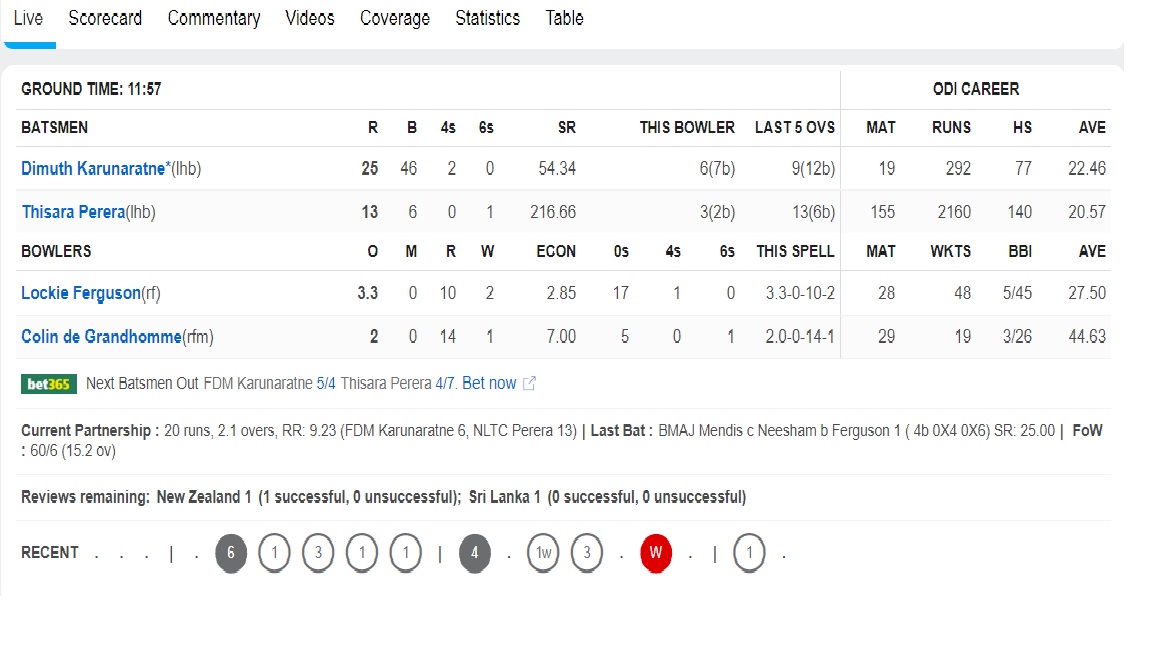 Live Scorecard Commentary Videos Coverage Statistics Table
GROUND TIME: 11:57 ODI CAREER
BATSMEN R B 4s 6s SR THIS BOWLER LAST 5 OVS MAT RUNS HS AVE
Dimuth Karunaratne*(lhb) 25 46 2 0 54.34 6(7b) 9(12b) 19 292 77 22.46
Thisara Perera(lhb) 13 6 0 1 216.66 3(2b) 13(6b) 155 2160 140 20.57
BOWLERS O M R W ECON 0s 4s 6s THIS SPELL MAT WKTS BBI AVE
Lockie Ferguson(rf) 3.3 0 10 2 2.85 17 1 0 3.3-0-10-2 28 48 5/45 27.50
Colin de Grandhomme(rfm) 2 0 14 1 7.00 5 0 1 2.0-0-14-1 29 19 3/26 44.63
bet365 Next Batsmen Out FDM Karunaratne 5/4 Thisara Perera 4/7. Bet now
Current Partnership : 20 runs, 2.1 overs, RR: 9.23 (FDM Karunaratne 6, NLTC Perera 13) | Last Bat : BMAJ Mendis c Neesham b Ferguson 1 ( 4b 0X4 0X6) SR: 25.00 | FoW
: 60/6 (15.2 ov)
Reviews remaining: New Zealand 1 (1 successful, 0 unsuccessful); Sri Lanka 1 (0 successful, 0 unsuccessful)
RECENT . . . | . 6 1 3 1 1 | 4 . 1w 3 . W . | 1 .